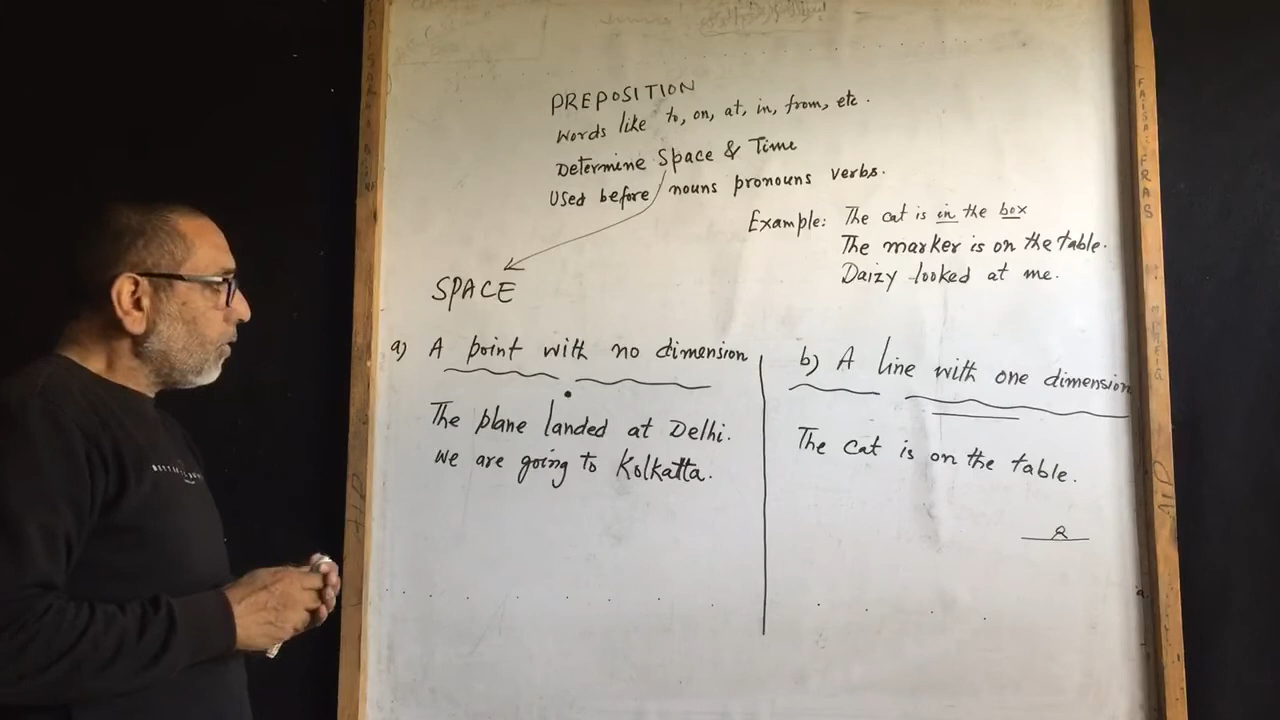 PREPOSITION
Words like to, on, at, in, from, etc.
Determine Space & Time
Used before nouns pronouns verbs.
Example: The cat is in the box
The marker is on the table.
Daizy looked at me.
SPACE
a) A point with no dimension
The plane landed at Delhi.
We are going to Kolkatta.
b) A line with one dimension
The cat is on the table.